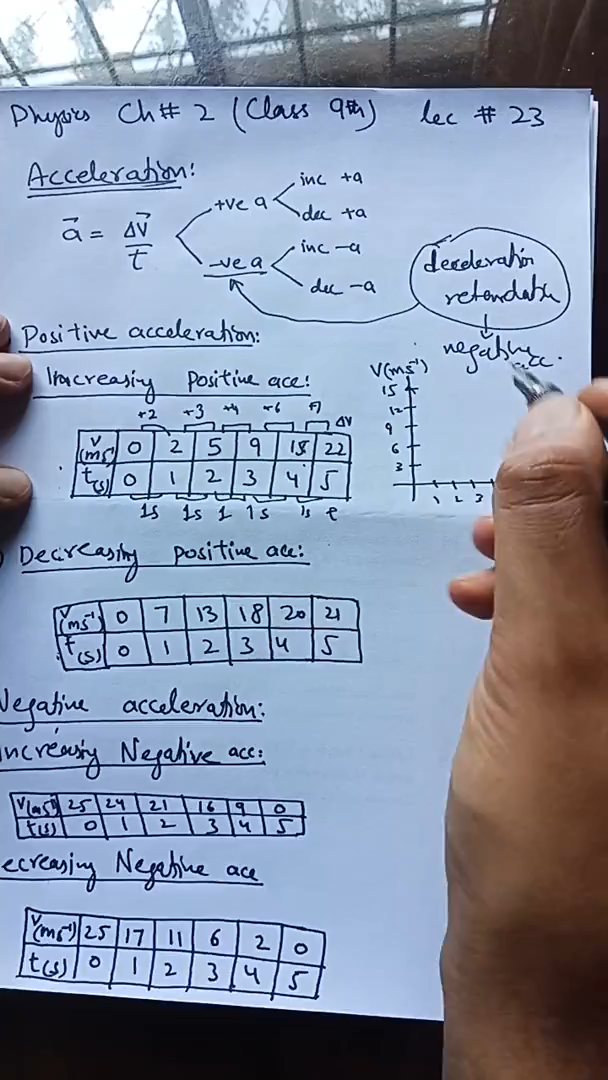 Physics Ch# 2 (Class 9th) lec # 23
Acceleration:
a = ΔV/t
+ve a
inc +a
dec +a
-ve a
inc -a
dec -a
deceleration
retardation
negative acc.
Positive acceleration:
Increasing positive acc:
+2 +3 +4 +6 +7 ΔV
V(ms⁻¹) 0 2 5 9 15 22
t(s) 0 1 2 3 4 5
1s 1s 1 1s 1s t
V(ms⁻¹)
15
12
9
6
3
1 2 3
Decreasing positive acc:
V(ms⁻¹) 0 7 13 18 20 21
t(s) 0 1 2 3 4 5
Negative acceleration:
Increasing Negative acc:
V(ms⁻¹) 25 24 21 16 9 0
t(s) 0 1 2 3 4 5
ecreasing Negative acc
V(ms⁻¹) 25 17 11 6 2 0
t(s) 0 1 2 3 4 5